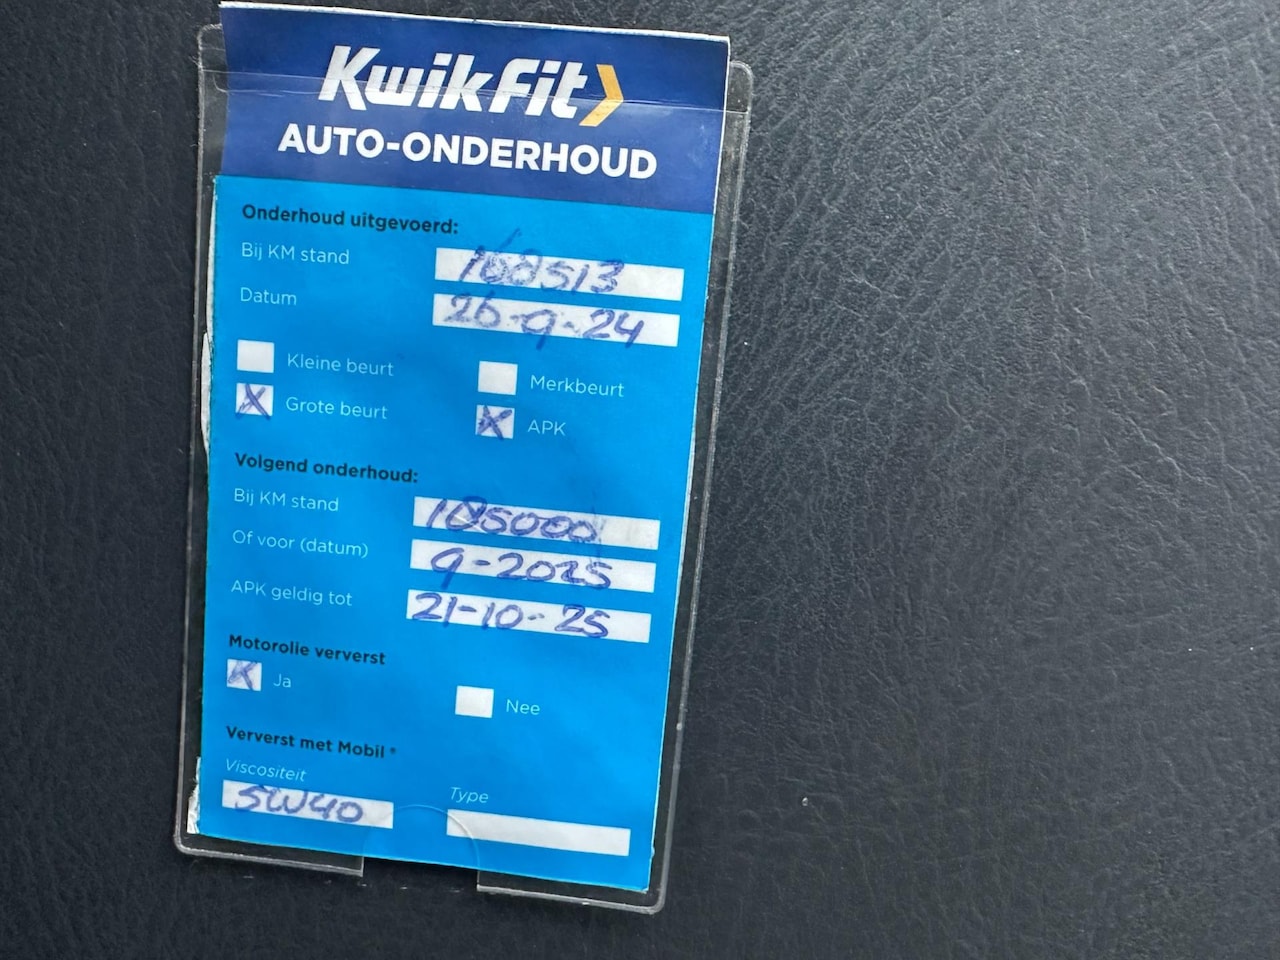 KwikFit
AUTO-ONDERHOUD
Onderhoud uitgevoerd:
Bij KM stand 168513
Datum 26-9-24
Kleine beurt Merkbeurt
X Grote beurt X APK
Volgend onderhoud:
Bij KM stand 185000
Of voor (datum) 9-2025
APK geldig tot 21-10-25
Motorolie ververst
X Ja Nee
Ververst met Mobil *
Viscositeit Type
5W40